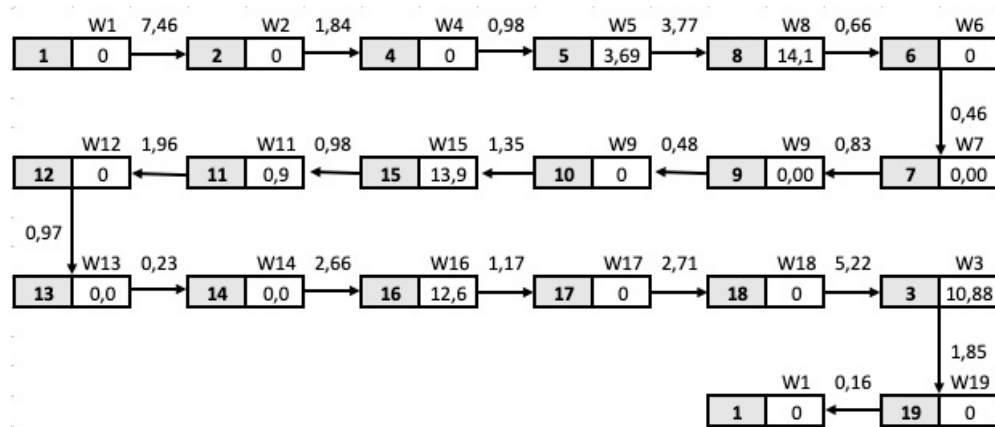 W1 7,46 W2 1,84 W4 0,98 W5 3,77 W8 0,66 W6
1 0 2 0 4 0 5 3,69 8 14,1 6 0
0,46
W12 1,96 W11 0,98 W15 1,35 W9 0,48 W9 0,83 W7
12 0 11 0,9 15 13,9 10 0 9 0,00 7 0,00
0,97
W13 0,23 W14 2,66 W16 1,17 W17 2,71 W18 5,22 W3
13 0,0 14 0,0 16 12,6 17 0 18 0 3 10,88
1,85
W1 0,16 W19
1 0 19 0